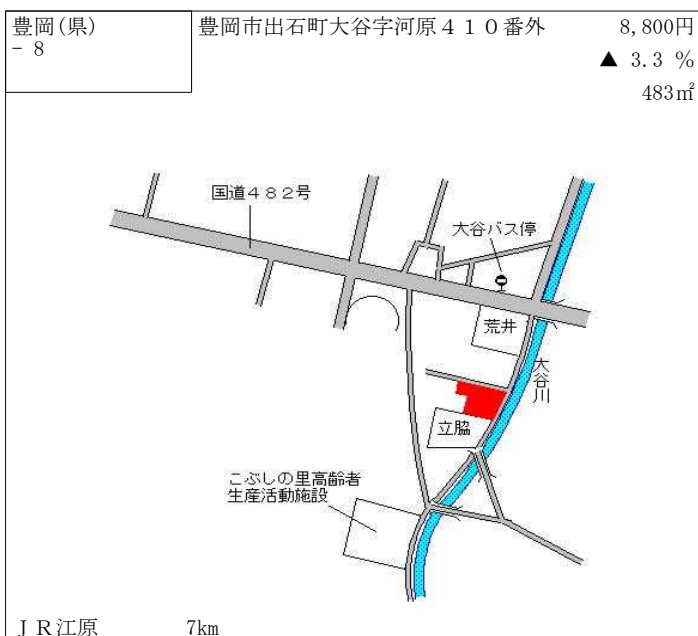 豊岡(県)
- 8
豊岡市出石町大谷字河原４１０番外
8,800円
▲ 3.3 %
483㎡
国道４８２号
大谷バス停
荒井
大谷川
立脇
こぶしの里高齢者
生産活動施設
ＪＲ江原 7km